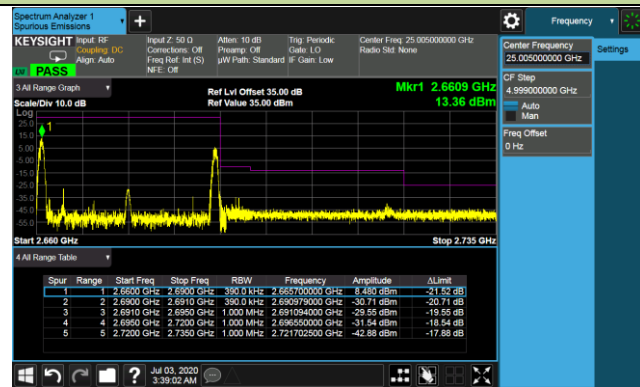 Spectrum Analyzer 1
Spurious Emissions
Frequency
KEYSIGHT
Input: RF
Coupling: DC
Align: Auto
Input Z: 50 Ω
Corrections: Off
Freq Ref: Int (S)
NFE: Off
Atten: 10 dB
Preamp: Off
µW Path: Standard
Trig: Periodic
Gate: LO
IF Gain: Low
Center Freq: 25.005000000 GHz
Radio Std: None
PASS
Center Frequency
25.005000000 GHz
Settings
CF Step
4.999000000 GHz
Auto
Man
Freq Offset
0 Hz
3 All Range Graph
Ref Lvl Offset 35.00 dB
Mkr1 2.6609 GHz
Scale/Div 10.0 dB
Ref Value 35.00 dBm
13.36 dBm
Log
25.0
15.0
5.00
-5.00
-15.0
-25.0
-35.0
-45.0
-55.0
1
Start 2.660 GHz
Stop 2.735 GHz
4 All Range Table
Spur Range Start Freq Stop Freq RBW Frequency Amplitude ΔLimit
1 1 2.6600 GHz 2.6900 GHz 390.0 kHz 2.665700000 GHz 8.480 dBm -21.52 dB
2 2 2.6900 GHz 2.6910 GHz 390.0 kHz 2.690979000 GHz -30.71 dBm -20.71 dB
3 3 2.6910 GHz 2.6950 GHz 1.000 MHz 2.691094000 GHz -29.55 dBm -19.55 dB
4 4 2.6950 GHz 2.7200 GHz 1.000 MHz 2.696550000 GHz -31.54 dBm -18.54 dB
5 5 2.7200 GHz 2.7350 GHz 1.000 MHz 2.721702500 GHz -42.88 dBm -17.88 dB
Jul 03, 2020
3:39:02 AM